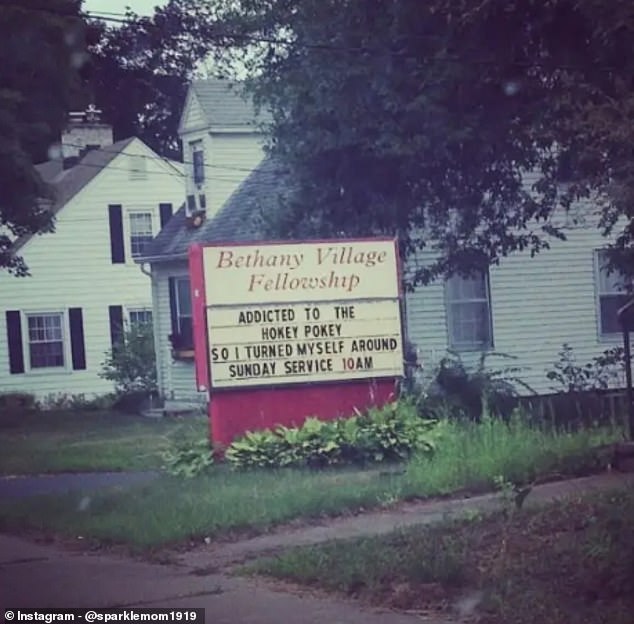 Bethany Village
Fellowship
ADDICTED TO THE
HOKEY POKEY
SO I TURNED MYSELF AROUND
SUNDAY SERVICE 10AM
© Instagram - @sparklemom1919